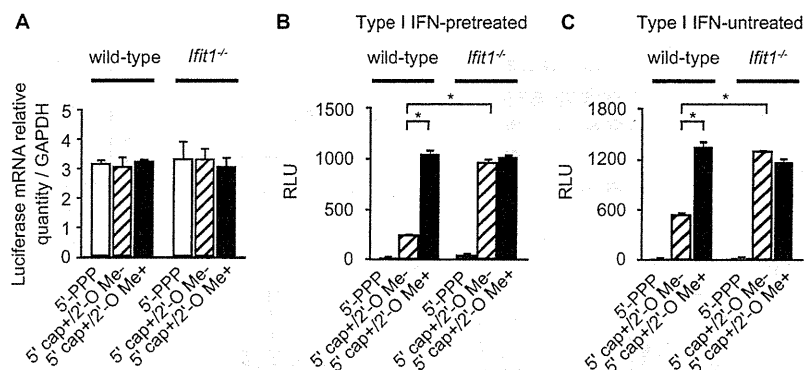 A
wild-type
Ifit1-/-
Luciferase mRNA relative
quantity / GAPDH
5
4
3
2
1
0
5'-PPP
5' cap+/2'-O Me-
5' cap+/2'-O Me+
5'-PPP
5' cap+/2'-O Me-
5' cap+/2'-O Me+
B
Type I IFN-pretreated
wild-type
Ifit1-/-
*
*
RLU
1500
1000
500
0
5'-PPP
5' cap+/2'-O Me-
5' cap+/2'-O Me+
5'-PPP
5' cap+/2'-O Me-
5' cap+/2'-O Me+
C
Type I IFN-untreated
wild-type
Ifit1-/-
*
*
RLU
1800
1200
600
0
5'-PPP
5' cap+/2'-O Me-
5' cap+/2'-O Me+
5'-PPP
5' cap+/2'-O Me-
5' cap+/2'-O Me+